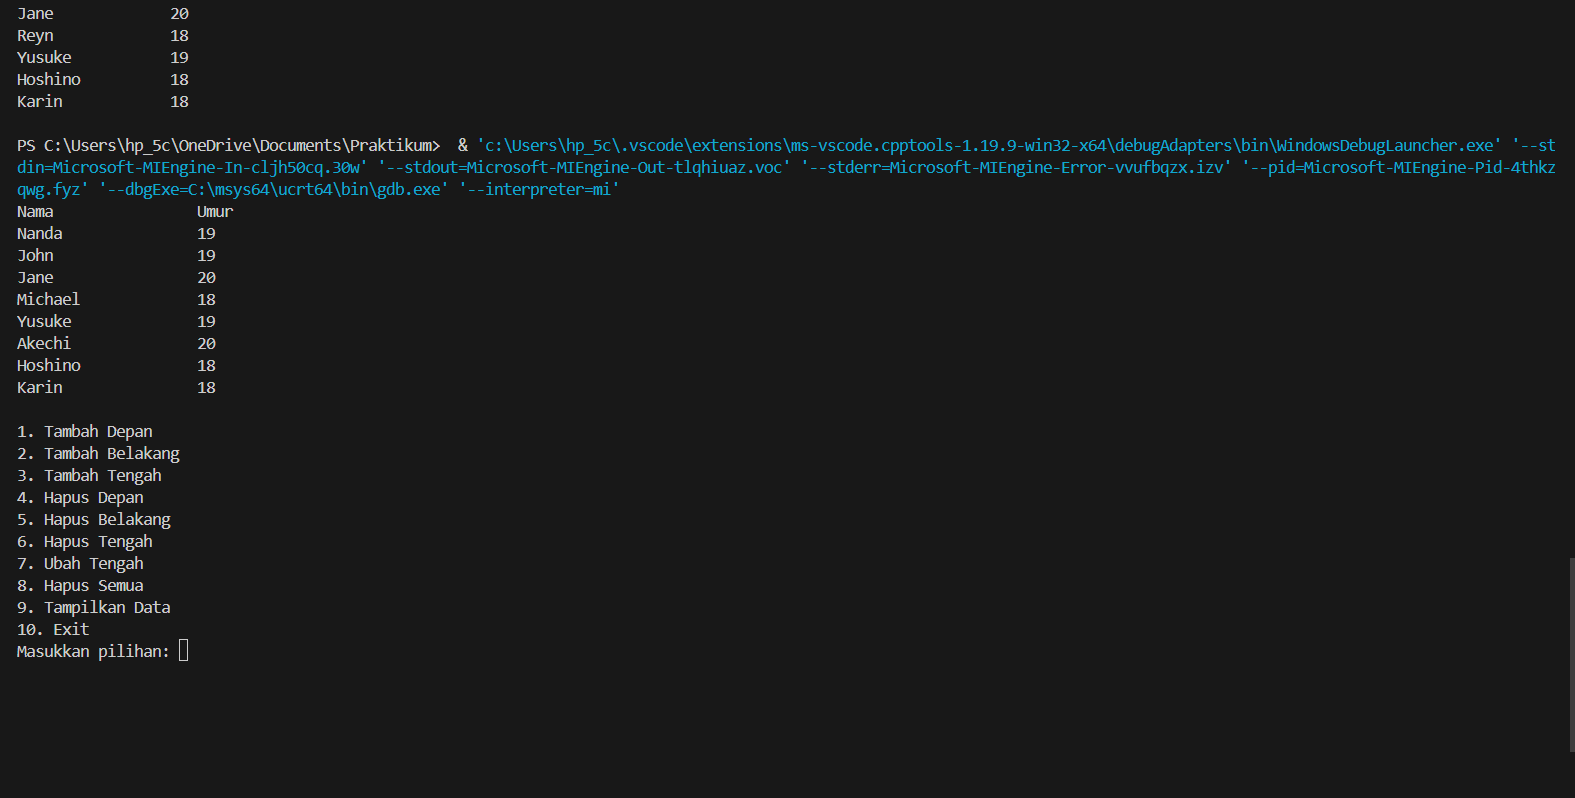 Jane 20
Reyn 18
Yusuke 19
Hoshino 18
Karin 18
PS C:\Users\hp_5c\OneDrive\Documents\Praktikum> & 'c:\Users\hp_5c\.vscode\extensions\ms-vscode.cpptools-1.19.9-win32-x64\debugAdapters\bin\WindowsDebugLauncher.exe' '--st
din=Microsoft-MIEngine-In-cljh50cq.30w' '--stdout=Microsoft-MIEngine-Out-tlqhiuaz.voc' '--stderr=Microsoft-MIEngine-Error-vvufbqzx.izv' '--pid=Microsoft-MIEngine-Pid-4thkz
qwg.fyz' '--dbgExe=C:\msys64\ucrt64\bin\gdb.exe' '--interpreter=mi'
Nama Umur
Nanda 19
John 19
Jane 20
Michael 18
Yusuke 19
Akechi 20
Hoshino 18
Karin 18
1. Tambah Depan
2. Tambah Belakang
3. Tambah Tengah
4. Hapus Depan
5. Hapus Belakang
6. Hapus Tengah
7. Ubah Tengah
8. Hapus Semua
9. Tampilkan Data
10. Exit
Masukkan pilihan: